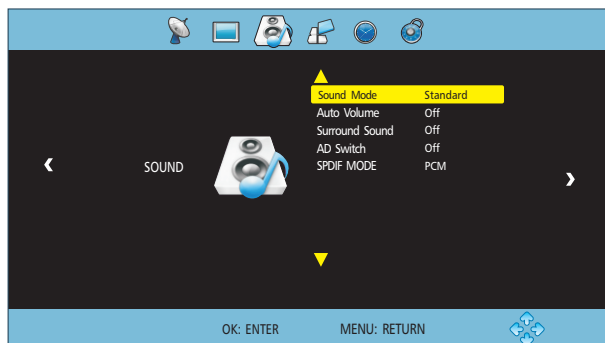 Sound Mode Standard
Auto Volume Off
Surround Sound Off
AD Switch Off
SOUND
SPDIF MODE PCM
OK: ENTER MENU: RETURN